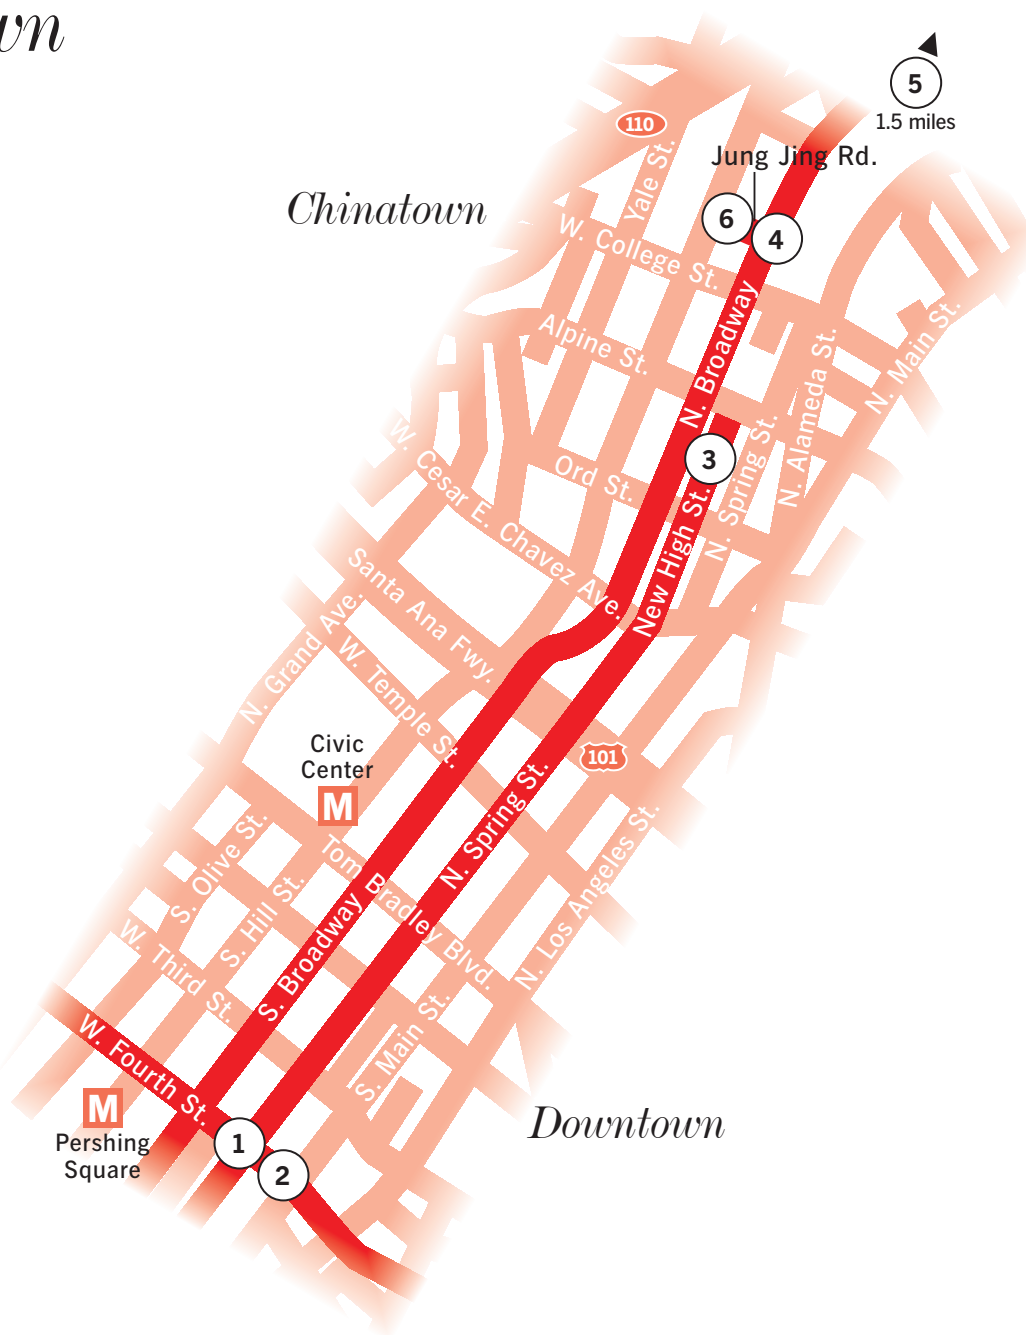 wn
5
1.5 miles
110
Jung Jing Rd.
Yale St.
Chinatown
6
4
W. College St.
N. Broadway
Alpine St.
N. Main St.
N. Alameda St.
3
N. Spring St.
W. Cesar E. Chavez Ave.
Ord St.
New High St.
Santa Ana Fwy.
N. Grand Ave.
W. Temple St.
Civic
Center
M
101
N. Spring St.
S. Olive St.
Tom Bradley Blvd.
N. Los Angeles St.
S. Hill St.
S. Broadway
W. Third St.
S. Main St.
W. Fourth St.
M
Pershing
Square
1
2
Downtown